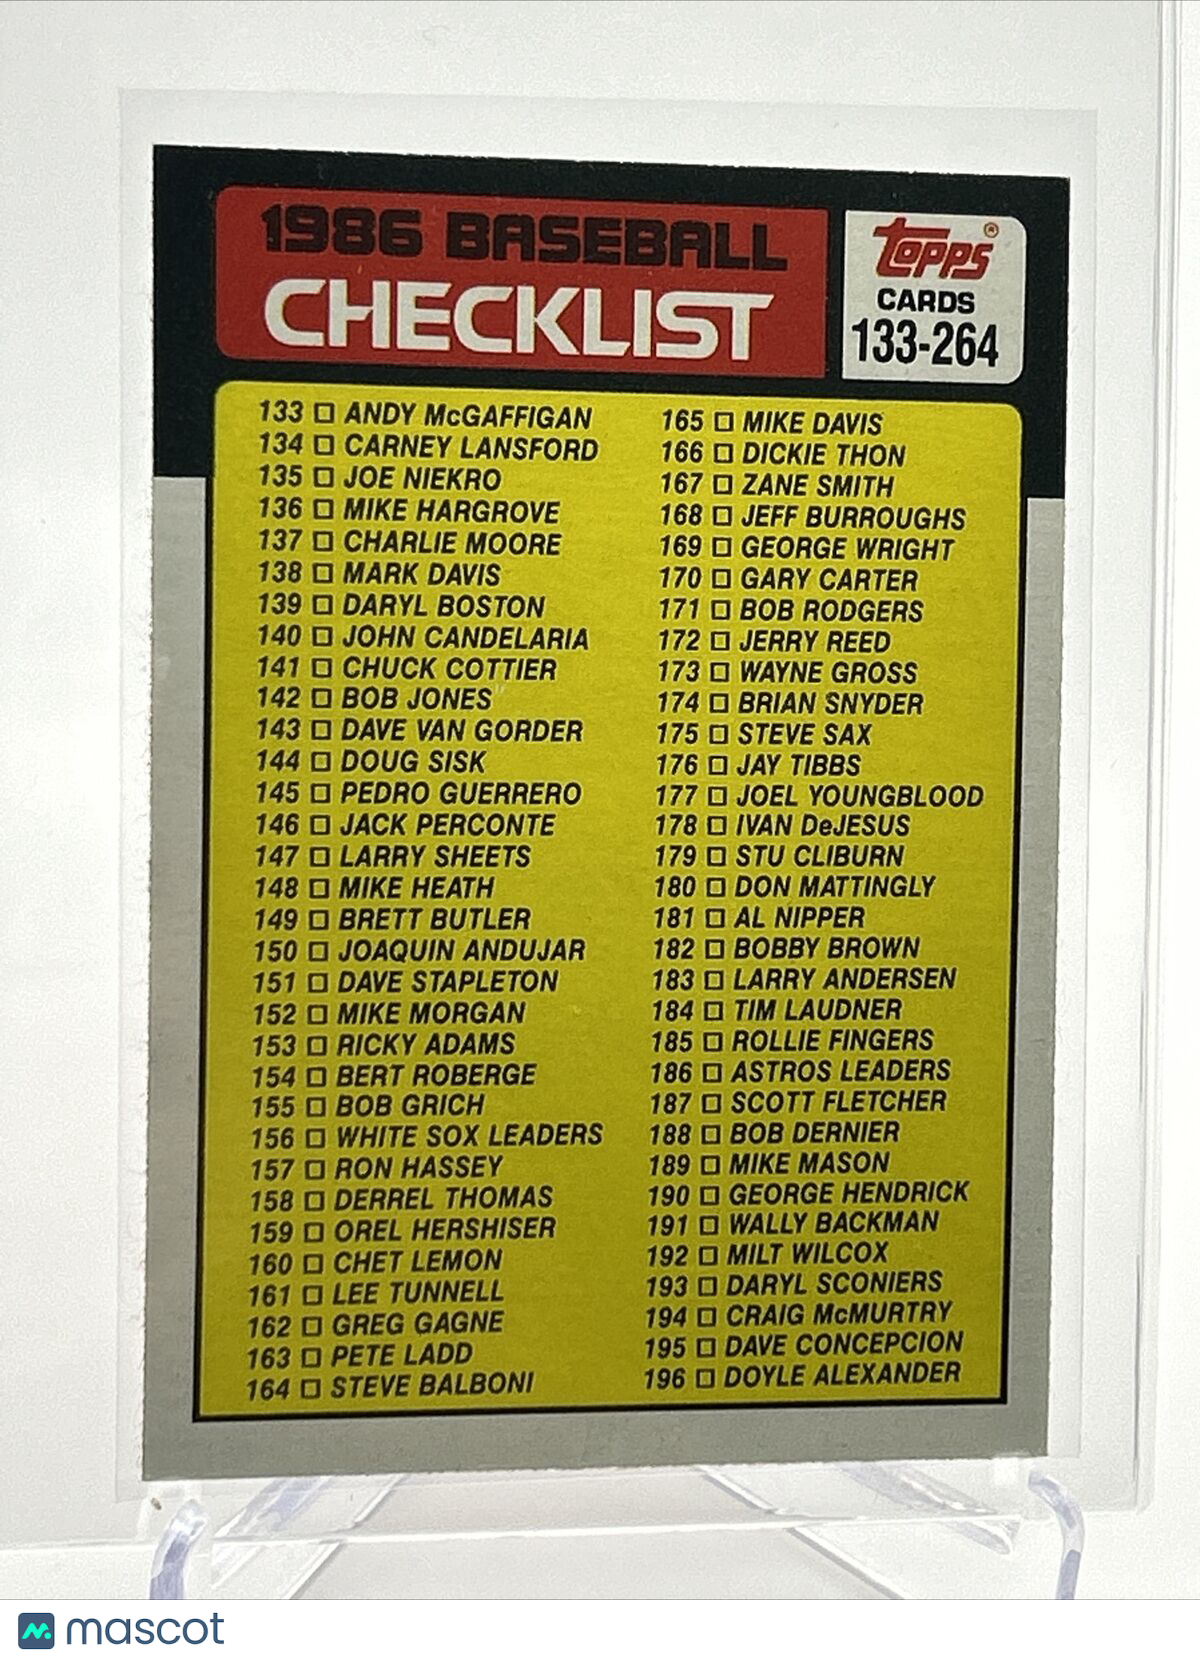 1986 BASEBALL
CHECKLIST
topps®
CARDS
133-264
133 ☐ ANDY McGAFFIGAN
134 ☐ CARNEY LANSFORD
135 ☐ JOE NIEKRO
136 ☐ MIKE HARGROVE
137 ☐ CHARLIE MOORE
138 ☐ MARK DAVIS
139 ☐ DARYL BOSTON
140 ☐ JOHN CANDELARIA
141 ☐ CHUCK COTTIER
142 ☐ BOB JONES
143 ☐ DAVE VAN GORDER
144 ☐ DOUG SISK
145 ☐ PEDRO GUERRERO
146 ☐ JACK PERCONTE
147 ☐ LARRY SHEETS
148 ☐ MIKE HEATH
149 ☐ BRETT BUTLER
150 ☐ JOAQUIN ANDUJAR
151 ☐ DAVE STAPLETON
152 ☐ MIKE MORGAN
153 ☐ RICKY ADAMS
154 ☐ BERT ROBERGE
155 ☐ BOB GRICH
156 ☐ WHITE SOX LEADERS
157 ☐ RON HASSEY
158 ☐ DERREL THOMAS
159 ☐ OREL HERSHISER
160 ☐ CHET LEMON
161 ☐ LEE TUNNELL
162 ☐ GREG GAGNE
163 ☐ PETE LADD
164 ☐ STEVE BALBONI
165 ☐ MIKE DAVIS
166 ☐ DICKIE THON
167 ☐ ZANE SMITH
168 ☐ JEFF BURROUGHS
169 ☐ GEORGE WRIGHT
170 ☐ GARY CARTER
171 ☐ BOB RODGERS
172 ☐ JERRY REED
173 ☐ WAYNE GROSS
174 ☐ BRIAN SNYDER
175 ☐ STEVE SAX
176 ☐ JAY TIBBS
177 ☐ JOEL YOUNGBLOOD
178 ☐ IVAN DeJESUS
179 ☐ STU CLIBURN
180 ☐ DON MATTINGLY
181 ☐ AL NIPPER
182 ☐ BOBBY BROWN
183 ☐ LARRY ANDERSEN
184 ☐ TIM LAUDNER
185 ☐ ROLLIE FINGERS
186 ☐ ASTROS LEADERS
187 ☐ SCOTT FLETCHER
188 ☐ BOB DERNIER
189 ☐ MIKE MASON
190 ☐ GEORGE HENDRICK
191 ☐ WALLY BACKMAN
192 ☐ MILT WILCOX
193 ☐ DARYL SCONIERS
194 ☐ CRAIG McMURTRY
195 ☐ DAVE CONCEPCION
196 ☐ DOYLE ALEXANDER
mascot